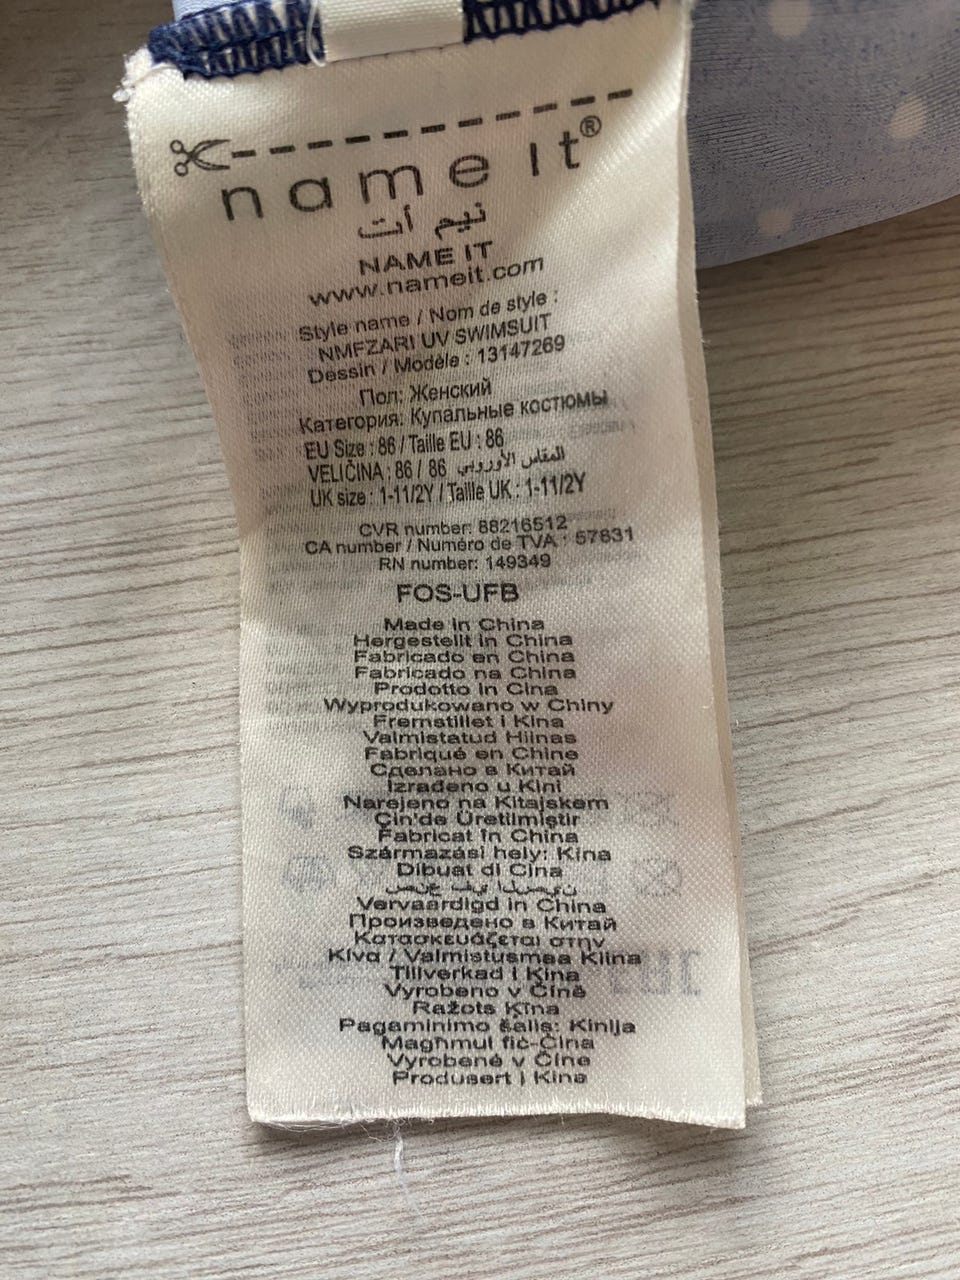 name it®
نيم أت
NAME IT
www.nameit.com
Style name / Nom de style :
NMFZARI UV SWIMSUIT
Dessin / Modèle : 13147269
Пол: Женский
Категория: Купальные костюмы
EU Size : 86 / Taille EU : 86
VELIČINA : 86 / 86 المقاس الأوروبي
UK size : 1-11/2Y / Taille UK : 1-11/2Y
CVR number: 88216512
CA number / Numéro de TVA : 57831
RN number: 149349
FOS-UFB
Made in China
Hergestellt in China
Fabricado en China
Fabricado na China
Prodotto in Cina
Wyprodukowano w Chiny
Fremstillet i Kina
Valmistatud Hiinas
Fabriqué en Chine
Сделано в Китай
Izrađeno u Kini
Narejeno na Kitajskem
Çin'de Üretilmiştir
Fabricat în China
Származási hely: Kína
Dibuat di Cina
صنع في الصين
Vervaardigd in China
Произведено в Китай
Κατασκευάζεται στην
Κίνα / Valmistusmaa Kiina
Tillverkad i Kina
Vyrobeno v Číně
Ražots Ķīna
Pagaminimo šalis: Kinija
Magħmul fiċ-Ċina
Vyrobené v Číne
Produsert i Kina